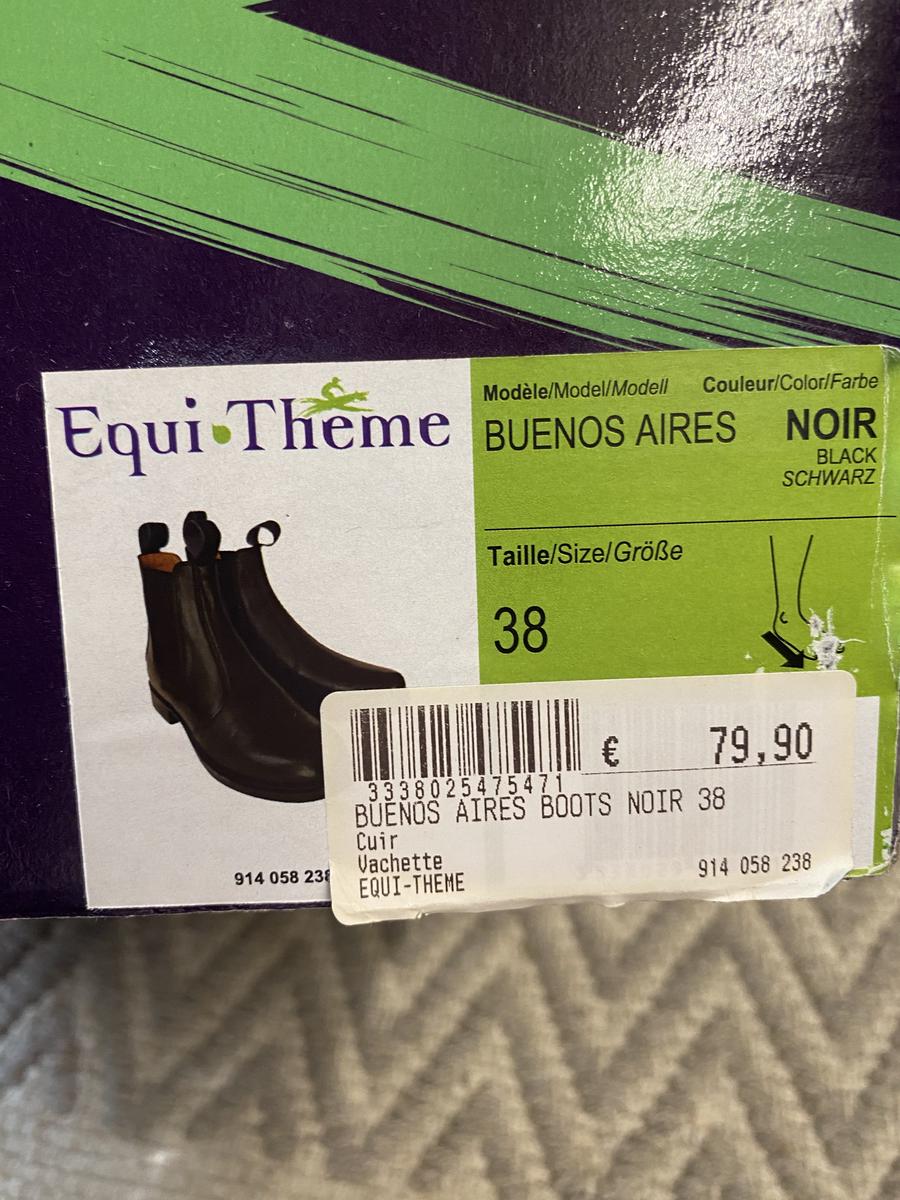 Equi·Thème
Modèle/Model/Modell Couleur/Color/Farbe
BUENOS AIRES NOIR
BLACK
SCHWARZ
Taille/Size/Größe
38
914 058 238
€ 79,90
3338025475471
BUENOS AIRES BOOTS NOIR 38
Cuir
Vachette
EQUI-THEME 914 058 238